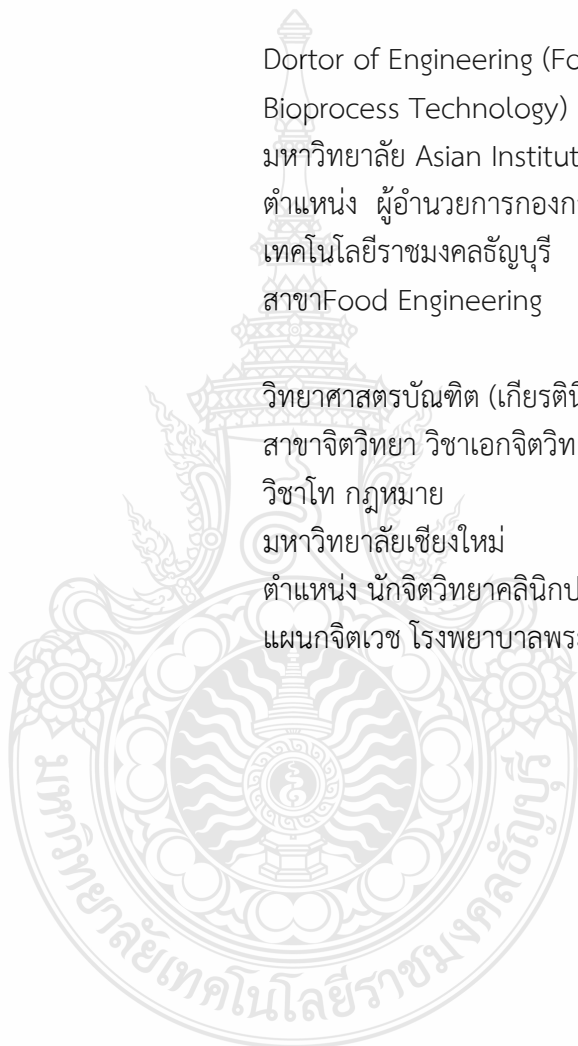 Dortor of Engineering (Fo
Bioprocess Technology)
มหาวิทยาลัย Asian Institut
ตำแหน่ง ผู้อำนวยการกองก
เทคโนโลยีราชมงคลธัญบุรี
สาขาFood Engineering
วิทยาศาสตรบัณฑิต (เกียรตินิ
สาขาจิตวิทยา วิชาเอกจิตวิท
วิชาโท กฎหมาย
มหาวิทยาลัยเชียงใหม่
ตำแหน่ง นักจิตวิทยาคลินิกป
แผนกจิตเวช โรงพยาบาลพระ
มหาวิทยาลัยเทคโนโลยีราชมงคลธัญบุรี